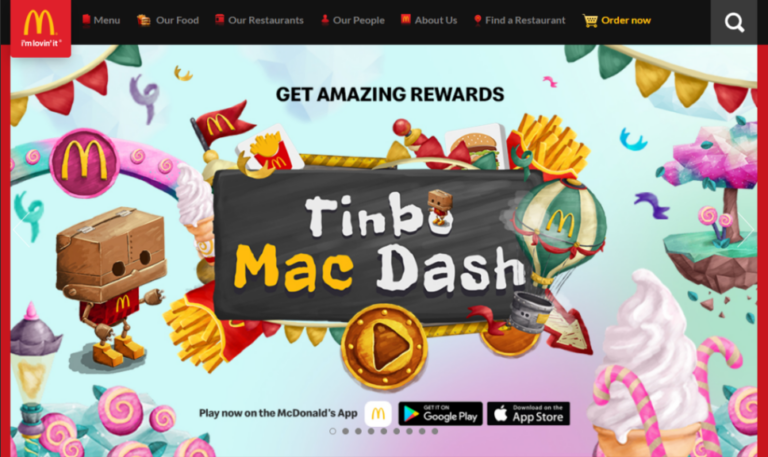 i'm lovin' it
Menu
Our Food
Our Restaurants
Our People
About Us
Find a Restaurant
Order now
GET AMAZING REWARDS
Tinbo
Mac Dash
Play now on the McDonald's App
GET IT ON
Google Play
Download on the
App Store